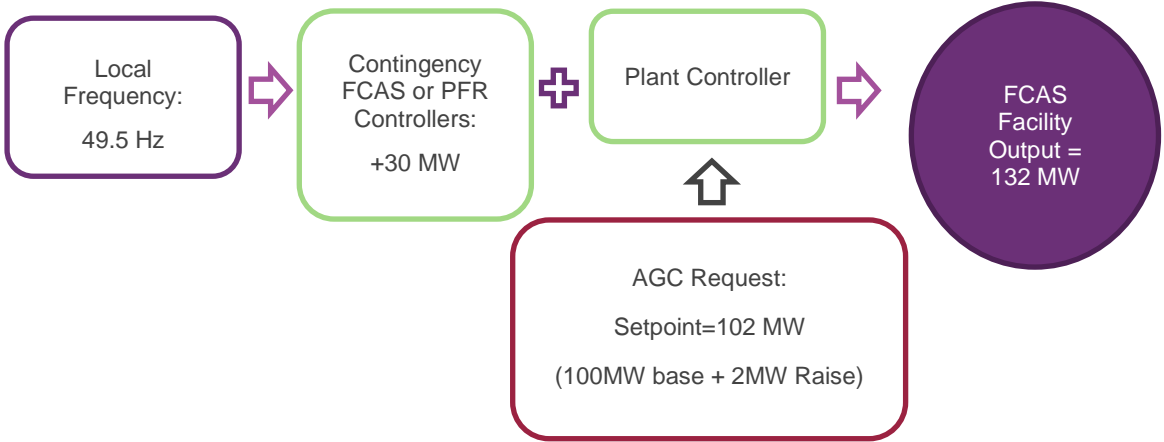 Local
Frequency:
49.5 Hz
Contingency
FCAS or PFR
Controllers:
+30 MW
Plant Controller
FCAS
Facility
Output =
132 MW
AGC Request:
Setpoint=102 MW
(100MW base + 2MW Raise)